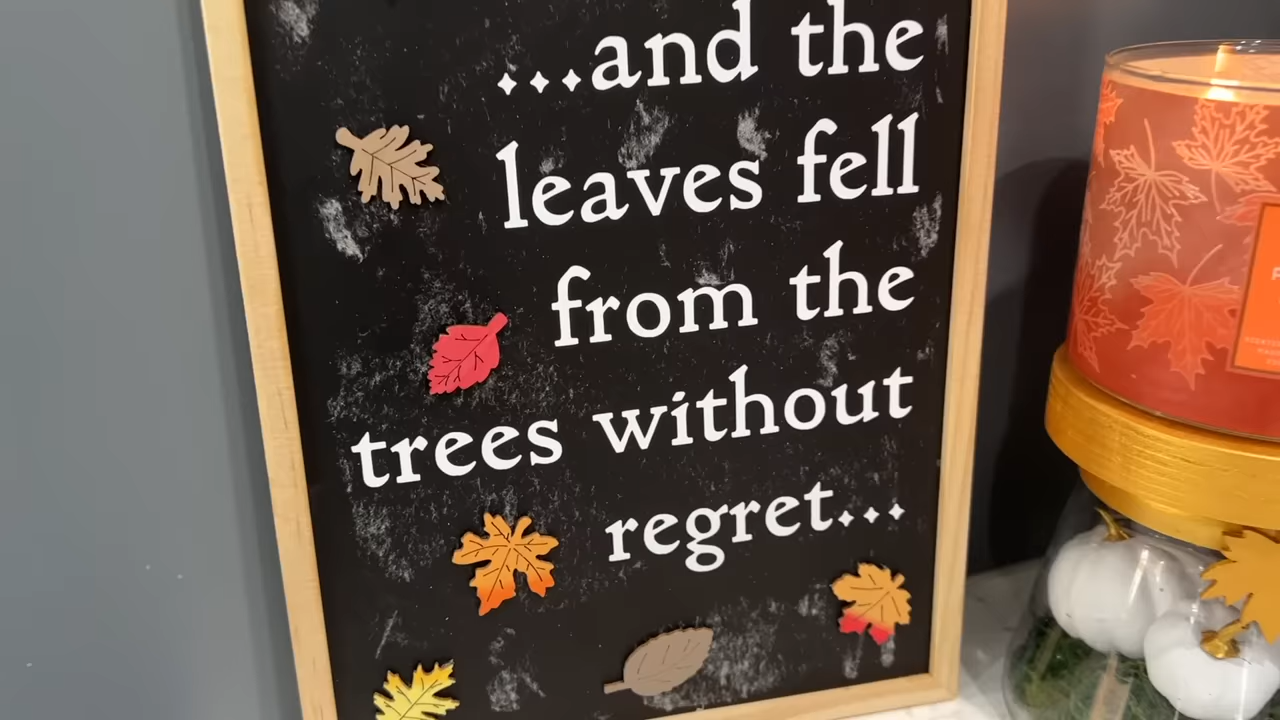 ...and the
leaves fell
from the
trees without
regret...